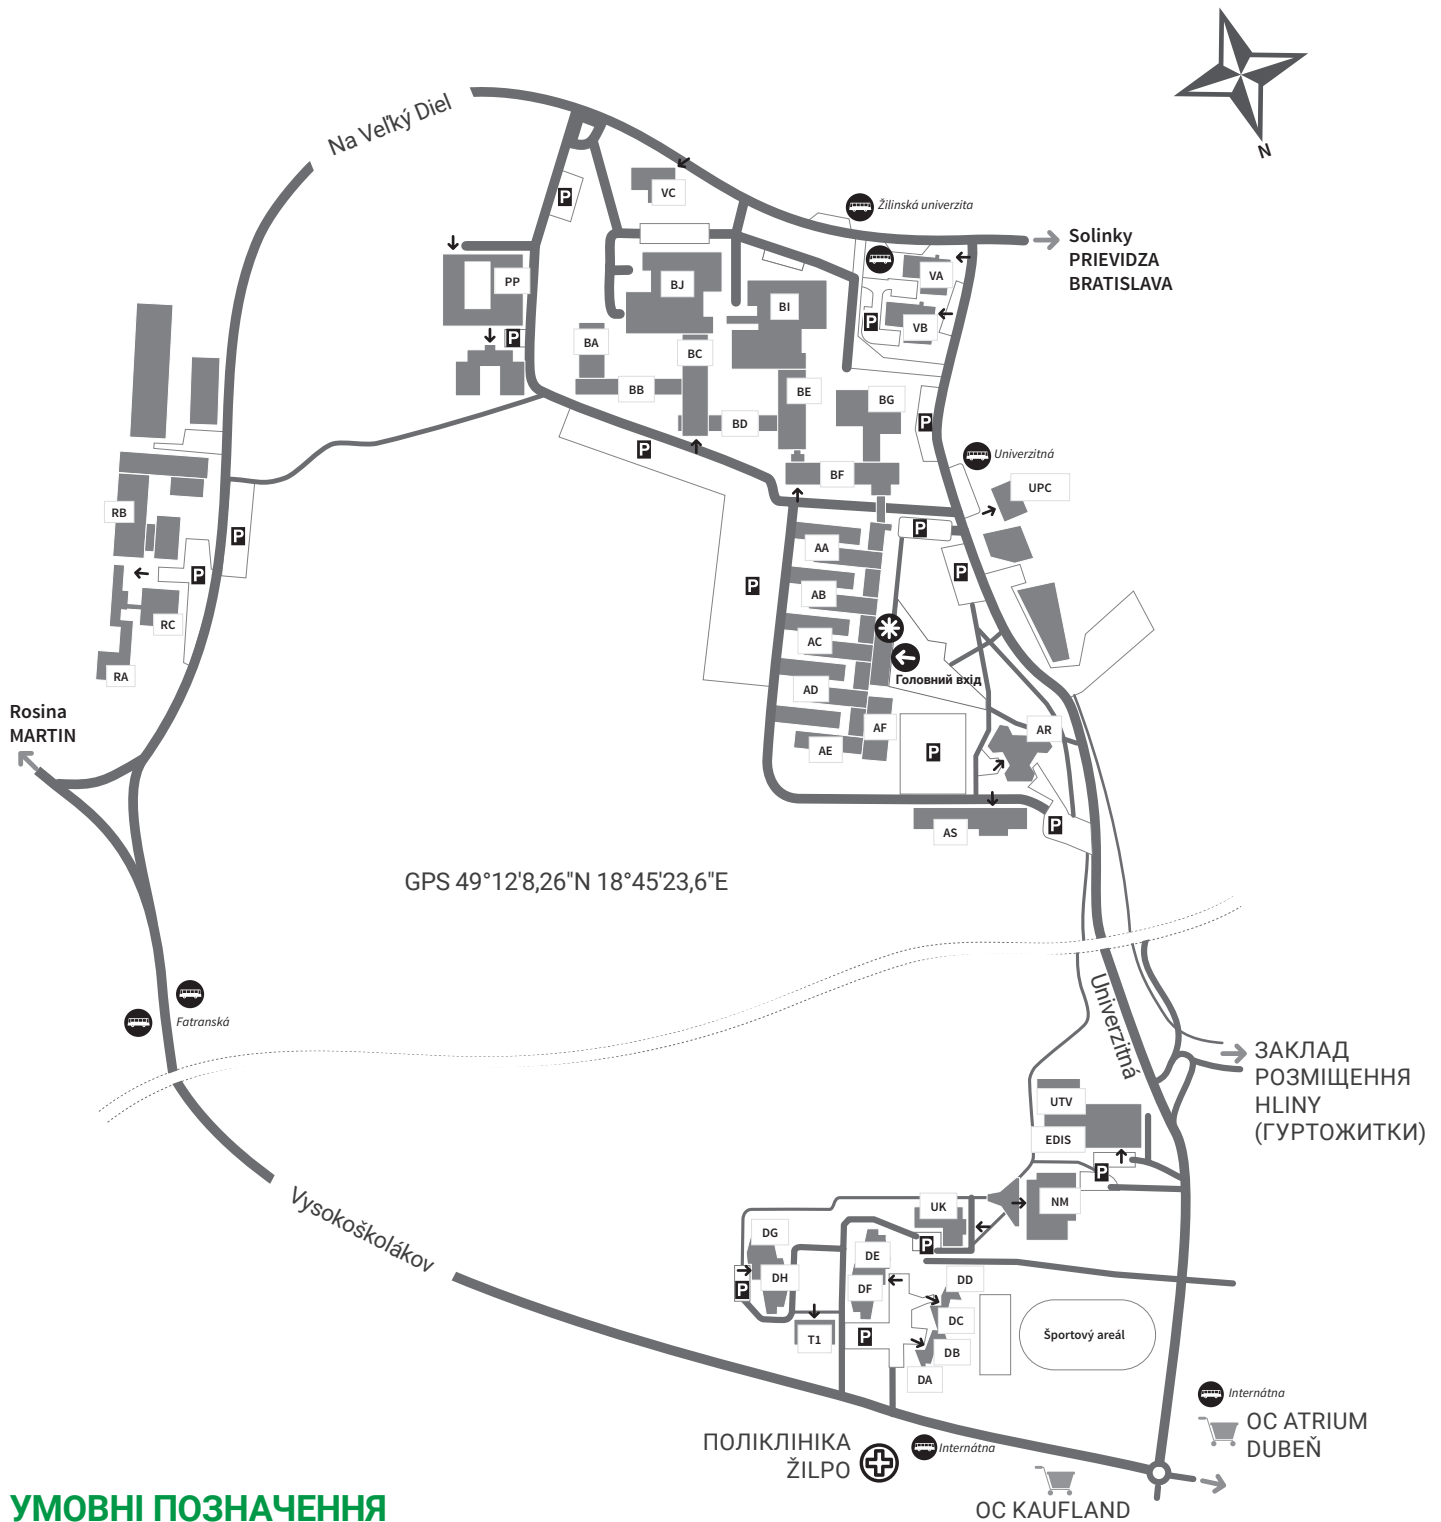 N
Na Veľký Diel
VC
Žilinská univerzita
Solinky
PRIEVIDZA
BRATISLAVA
P
PP
BJ
VA
BI
P
VB
P
BA
BC
BB
BE
BG
BD
P
P
Univerzitná
BF
UPC
RB
P
P
AA
P
P
P
AB
RC
AC
Головний вхід
RA
AD
Rosina
MARTIN
AF
AR
AE
P
AS
P
GPS 49°12'8,26"N 18°45'23,6"E
Fatranská
Univerzitná
ЗАКЛАД
РОЗМІЩЕННЯ
HLINY
(ГУРТОЖИТКИ)
UTV
EDIS
P
NM
UK
Vysokoškolákov
DG
P
DE
DH
P
DF
DD
DC
T1
P
DB
DA
Športový areál
Internátna
OC ATRIUM
DUBEŇ
ПОЛІКЛІНІКА
ŽILPO
Internátna
OC KAUFLAND
УМОВНІ ПОЗНАЧЕННЯ